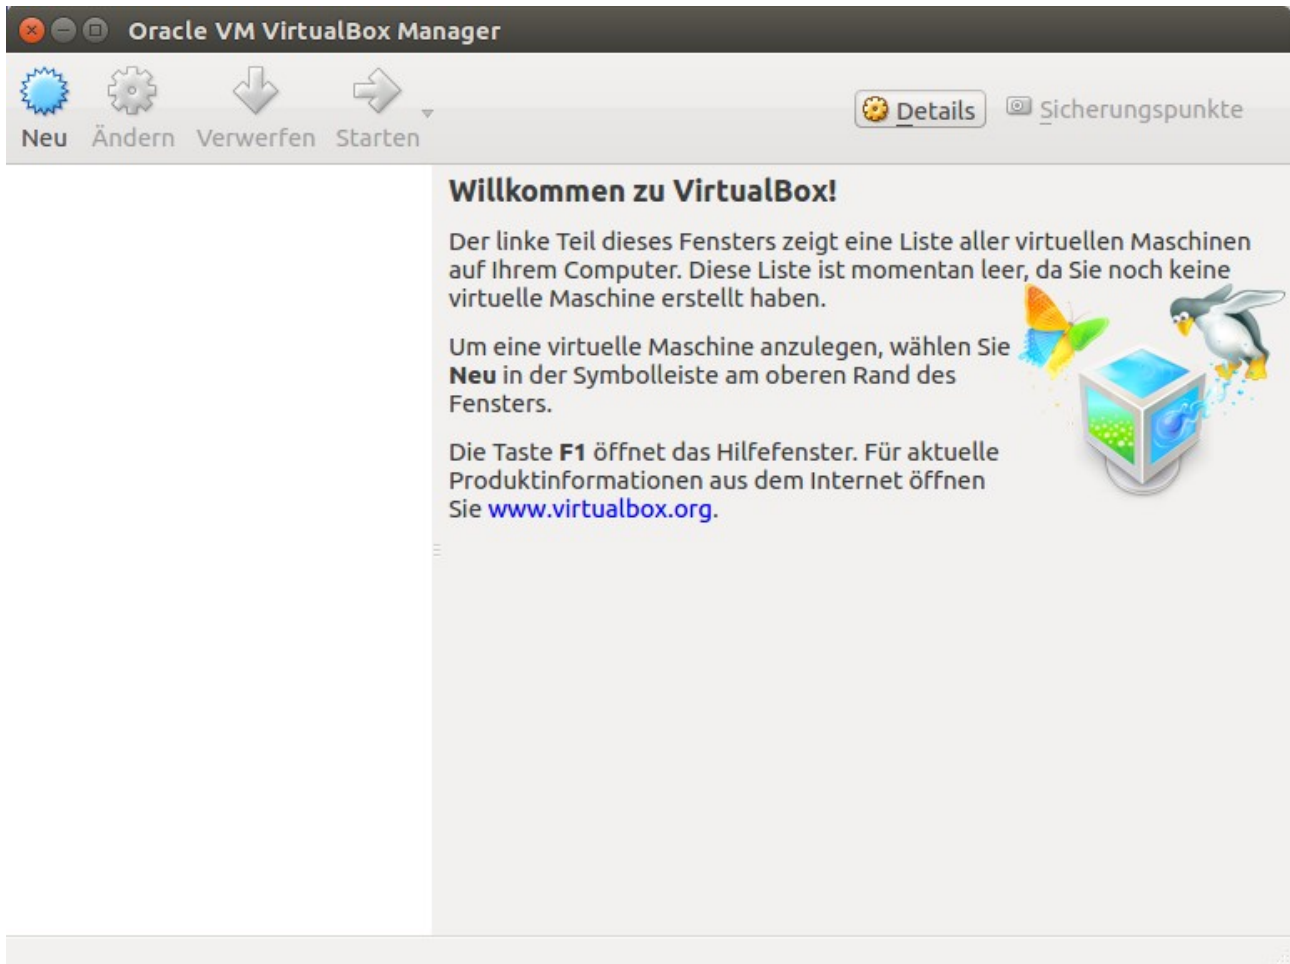 Oracle VM VirtualBox Manager
Neu Ändern Verwerfen Starten
Details Sicherungspunkte
Willkommen zu VirtualBox!
Der linke Teil dieses Fensters zeigt eine Liste aller virtuellen Maschinen
auf Ihrem Computer. Diese Liste ist momentan leer, da Sie noch keine
virtuelle Maschine erstellt haben.
Um eine virtuelle Maschine anzulegen, wählen Sie
Neu in der Symbolleiste am oberen Rand des
Fensters.
Die Taste F1 öffnet das Hilfefenster. Für aktuelle
Produktinformationen aus dem Internet öffnen
Sie www.virtualbox.org.